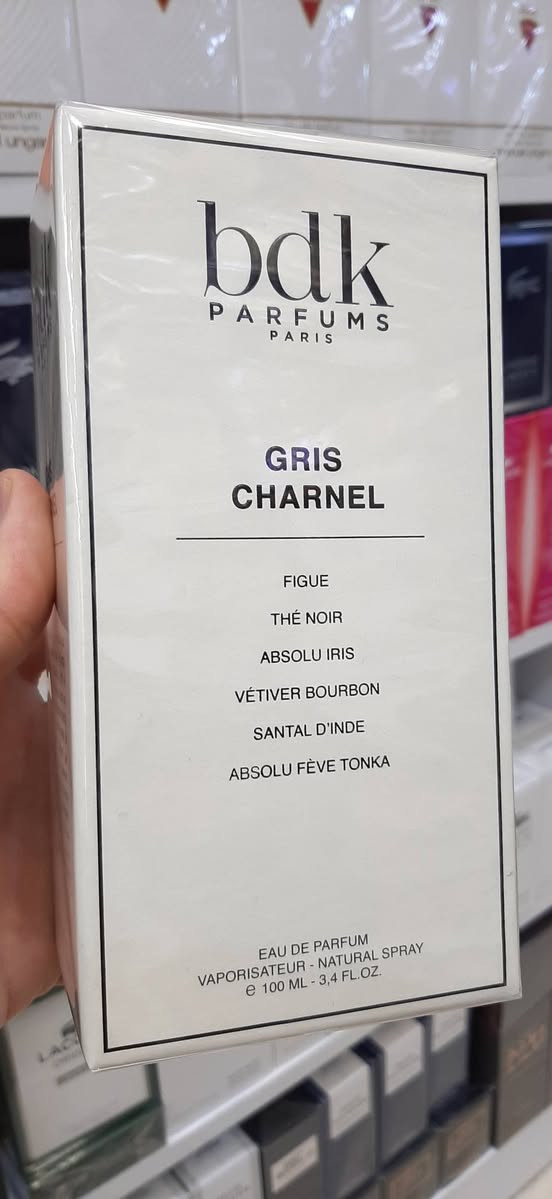 bdk
PARFUMS
PARIS
GRIS
CHARNEL
FIGUE
THÉ NOIR
ABSOLU IRIS
VÉTIVER BOURBON
SANTAL D'INDE
ABSOLU FÈVE TONKA
EAU DE PARFUM
VAPORISATEUR - NATURAL SPRAY
℮ 100 ML - 3,4 FL.OZ.